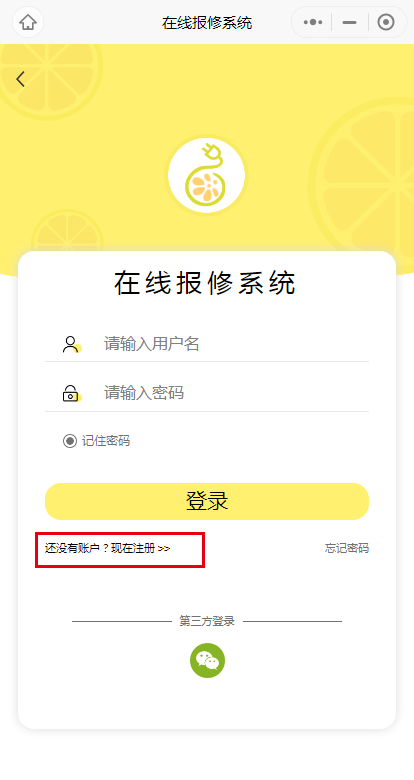 在线报修系统
在线报修系统
请输入用户名
请输入密码
记住密码
登录
还没有账户？现在注册 >>
忘记密码
第三方登录